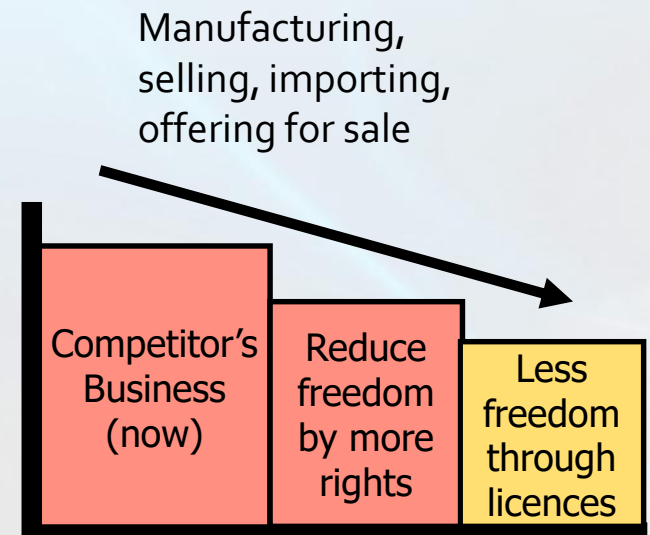 Manufacturing,
selling, importing,
offering for sale
Competitor's
Business
(now)
Reduce
freedom
by more
rights
Less
freedom
through
licences